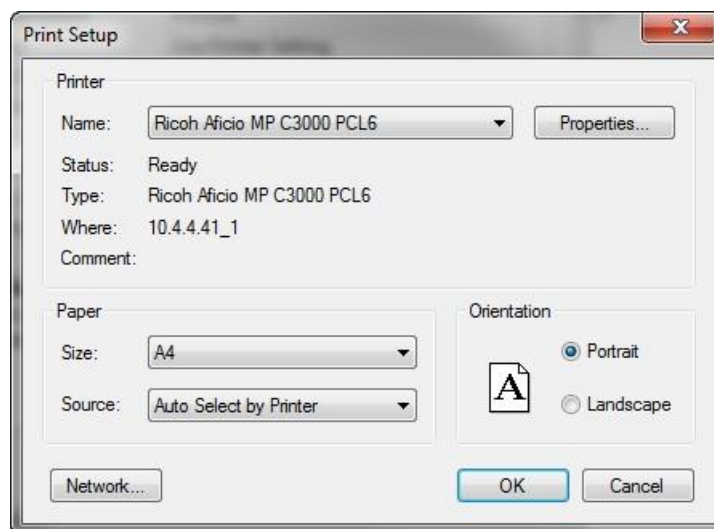 Print Setup
Printer
Name: Ricoh Aficio MP C3000 PCL6 Properties...
Status: Ready
Type: Ricoh Aficio MP C3000 PCL6
Where: 10.4.4.41_1
Comment:
Paper
Size: A4
Source: Auto Select by Printer
Orientation
A
Portrait
Landscape
Network... OK Cancel